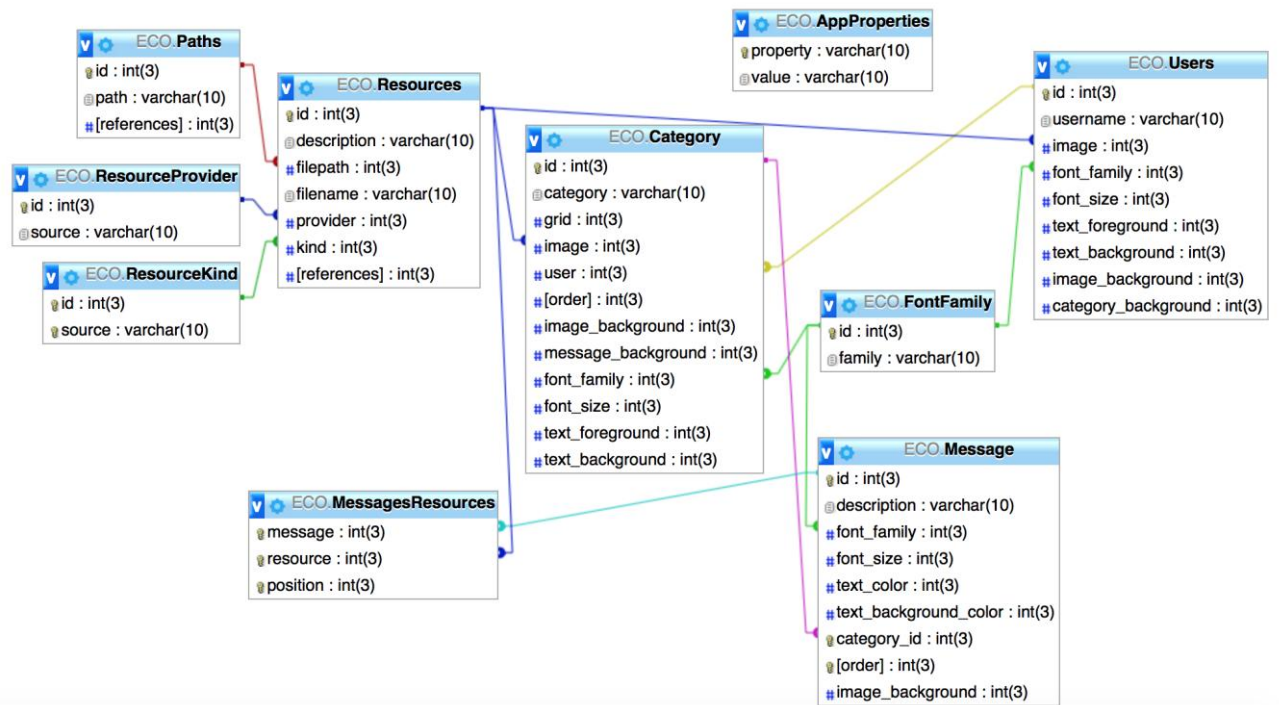 ECO.Paths
id : int(3)
path : varchar(10)
[references] : int(3)
ECO.ResourceProvider
id : int(3)
source : varchar(10)
ECO.ResourceKind
id : int(3)
source : varchar(10)
ECO.Resources
id : int(3)
description : varchar(10)
filepath : int(3)
filename : varchar(10)
provider : int(3)
kind : int(3)
[references] : int(3)
ECO.MessagesResources
message : int(3)
resource : int(3)
position : int(3)
ECO.Category
id : int(3)
category : varchar(10)
grid : int(3)
image : int(3)
user : int(3)
[order] : int(3)
image_background : int(3)
message_background : int(3)
font_family : int(3)
font_size : int(3)
text_foreground : int(3)
text_background : int(3)
ECO.AppProperties
property : varchar(10)
value : varchar(10)
ECO.FontFamily
id : int(3)
family : varchar(10)
ECO.Users
id : int(3)
username : varchar(10)
image : int(3)
font_family : int(3)
font_size : int(3)
text_foreground : int(3)
text_background : int(3)
image_background : int(3)
category_background : int(3)
ECO.Message
id : int(3)
description : varchar(10)
font_family : int(3)
font_size : int(3)
text_color : int(3)
text_background_color : int(3)
category_id : int(3)
[order] : int(3)
image_background : int(3)